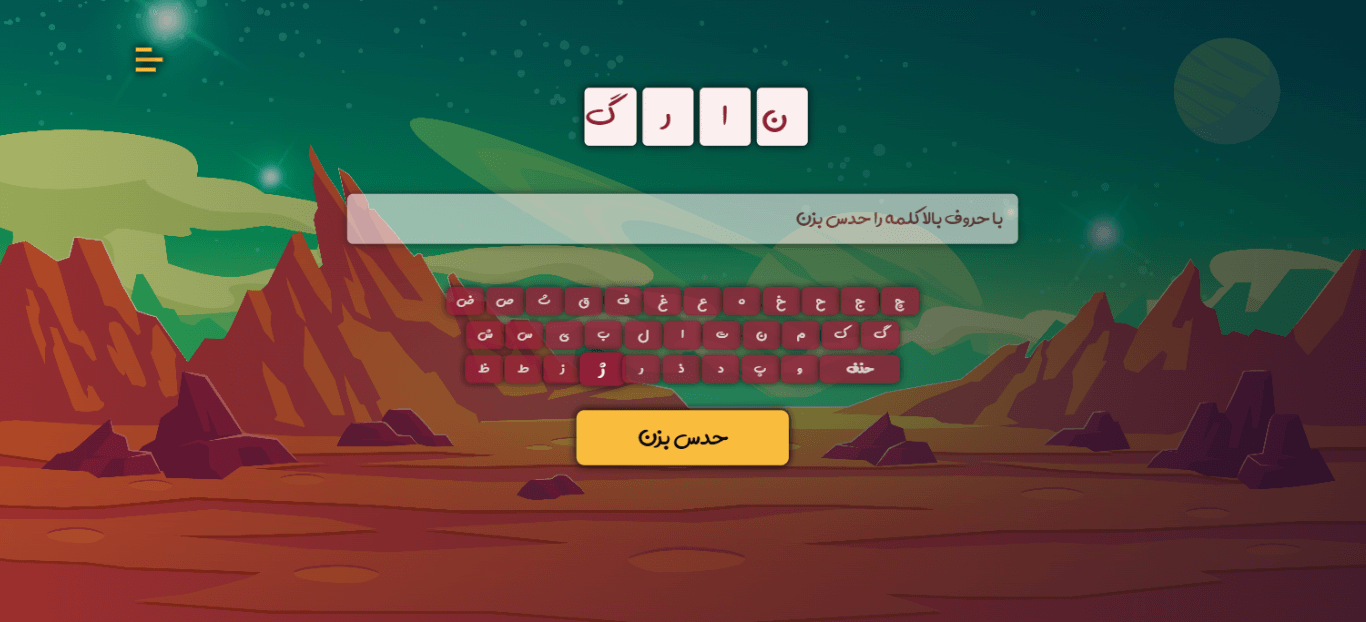 ن ا ر گ
با حروف بالا کلمه را حدس بزن
چ ج ح خ ه ع غ ف ق ث ص ض
گ ک م ن ت ا ل ب ی س ش
حذف و پ د ذ ر ژ ز ط ظ
حدس بزن